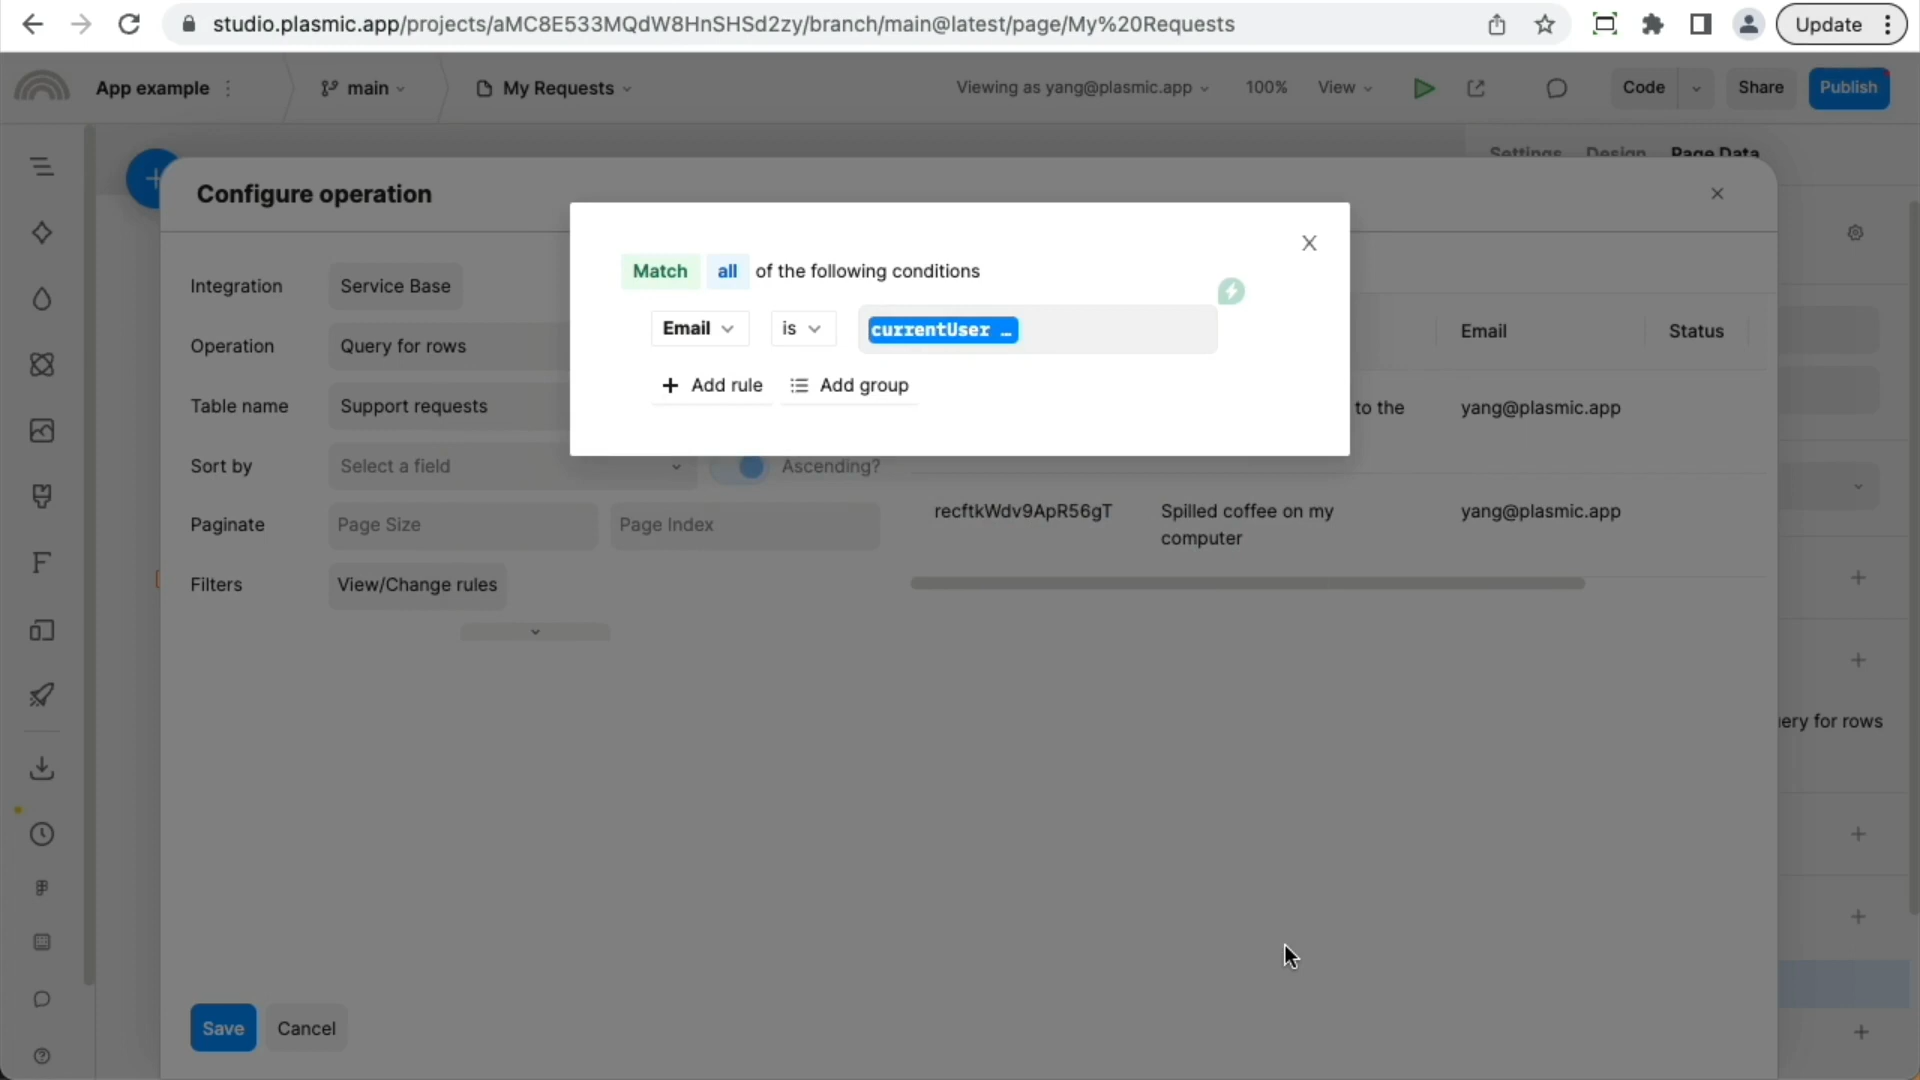 studio.plasmic.app/projects/aMC8E533MQdW8HnSHSd2zy/branch/main@latest/page/My%20Requests
Update
App example
main
My Requests
Viewing as yang@plasmic.app
100%
View
Code
Share
Publish
Settings
Design
Page Data
Configure operation
Match all of the following conditions
Integration
Service Base
Email
is
currentUser …
Email
Status
Operation
Query for rows
Add rule
Add group
Table name
Support requests
to the
yang@plasmic.app
Sort by
Select a field
Ascending?
Paginate
Page Size
Page Index
recftkWdv9ApR56gT
Spilled coffee on my
computer
yang@plasmic.app
Filters
View/Change rules
ery for rows
Save
Cancel